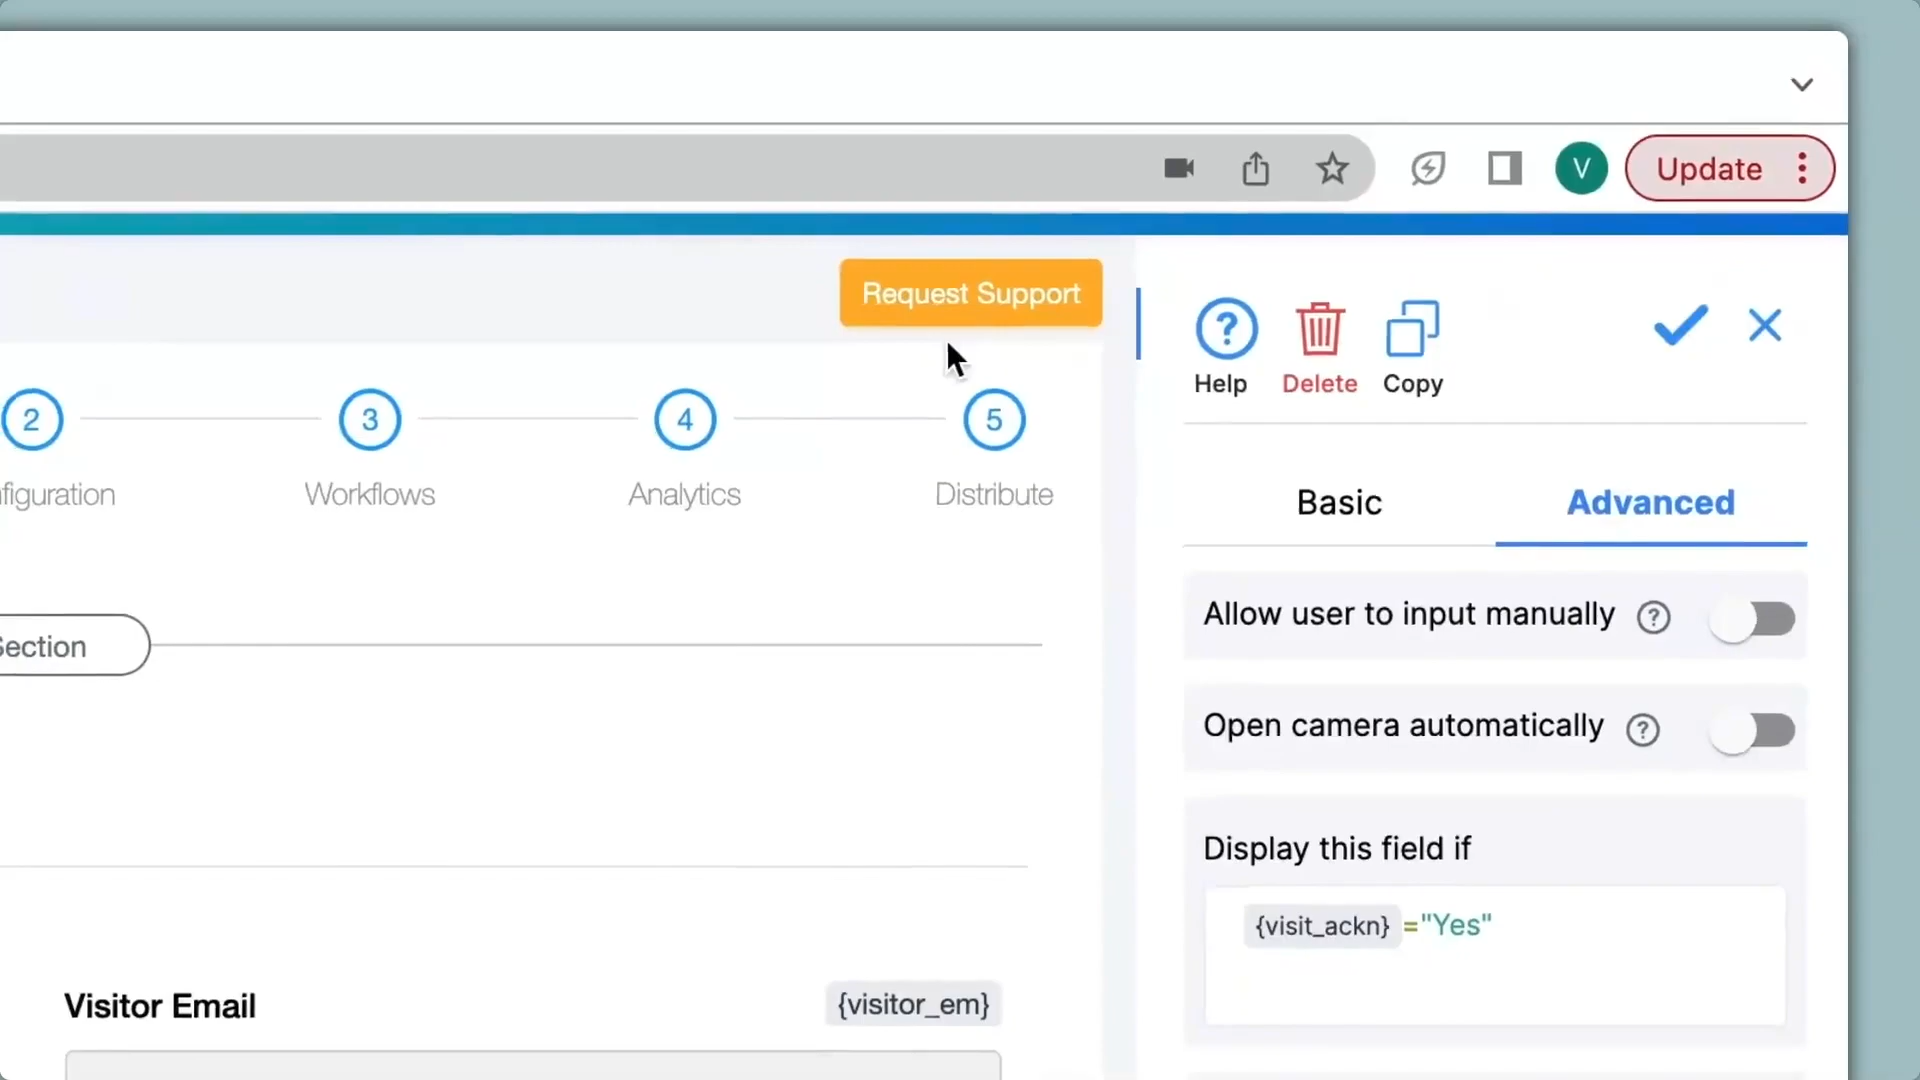 V
Update
Request Support
Help
Delete
Copy
2
3
4
5
figuration
Workflows
Analytics
Distribute
Basic
Advanced
Allow user to input manually ?
Section
Open camera automatically ?
Display this field if
{visit_ackn} ="Yes"
Visitor Email
{visitor_em}